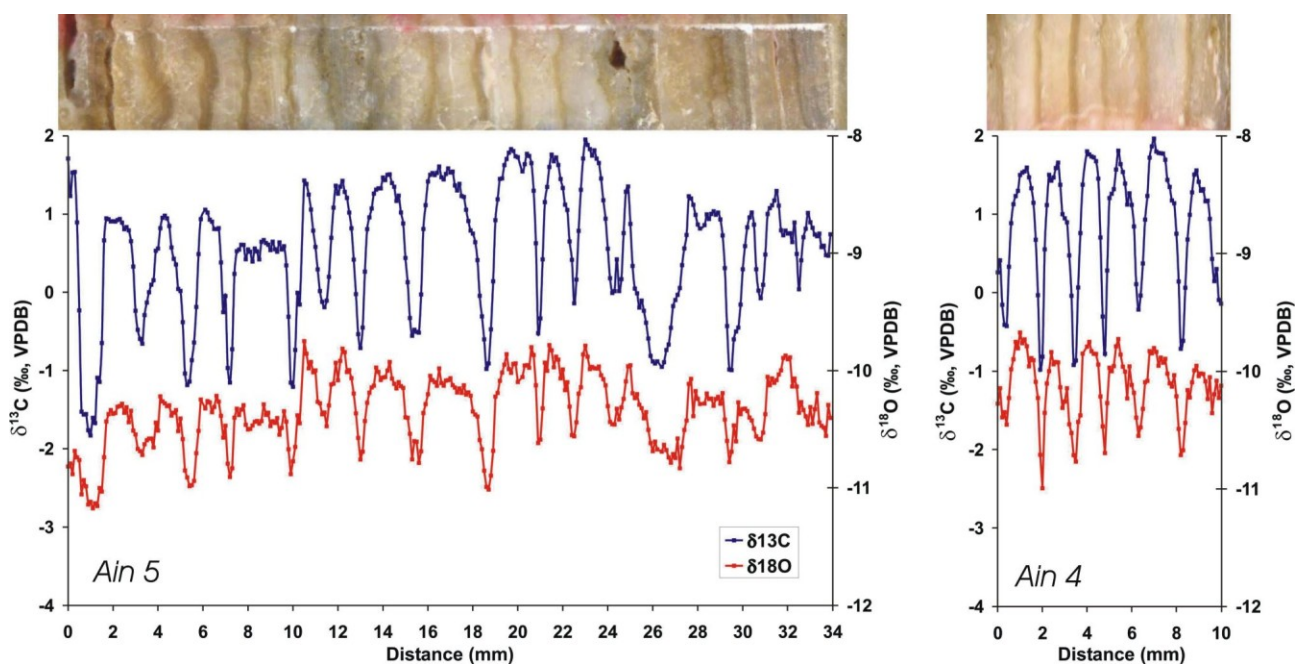 2
1
0
-1
-2
-3
-4
δ¹³C (‰, VPDB)
-8
-9
-10
-11
-12
δ¹⁸O (‰, VPDB)
0 2 4 6 8 10 12 14 16 18 20 22 24 26 28 30 32 34
Distance (mm)
Ain 5
δ13C
δ18O
2
1
0
-1
-2
-3
-4
δ¹³C (‰, VPDB)
-8
-9
-10
-11
-12
δ¹⁸O (‰, VPDB)
0 2 4 6 8 10
Distance (mm)
Ain 4